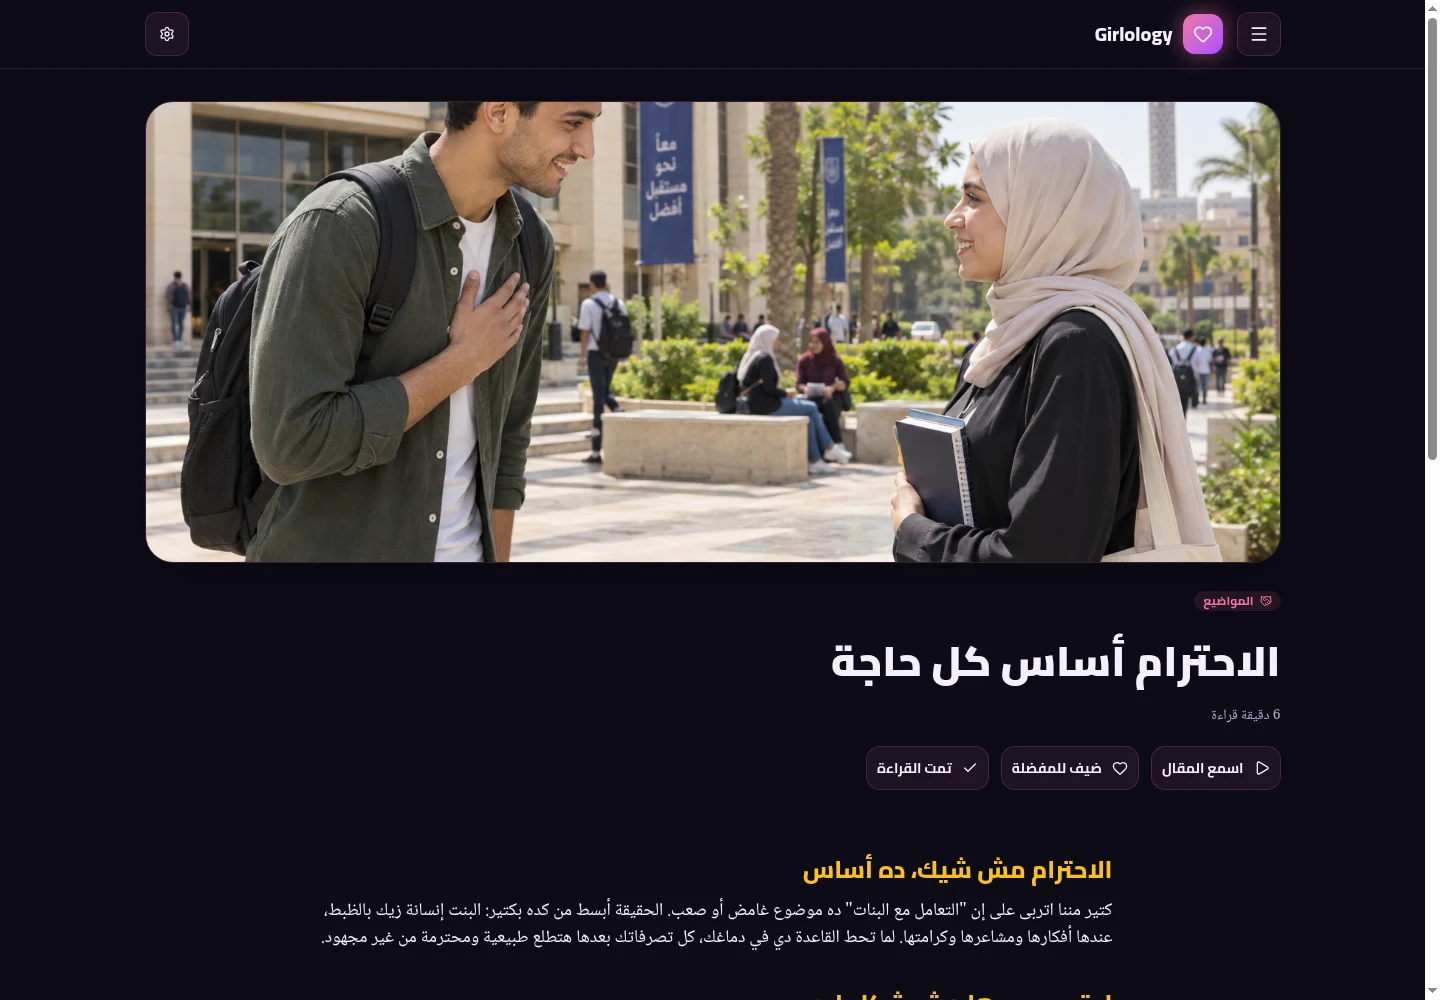 Girlology
معاً
نحو
مستقبل
أفضل
المواضيع
الاحترام أساس كل حاجة
6 دقيقة قراءة
اسمع المقال
ضيف للمفضلة
تمت القراءة
الاحترام مش شيك، ده أساس
كتير مننا اتربى على إن "التعامل مع البنات" ده موضوع غامض أو صعب. الحقيقة أبسط من كده بكتير: البنت إنسانة زيك بالظبط،
عندها أفكارها ومشاعرها وكرامتها. لما تحط القاعدة دي في دماغك، كل تصرفاتك بعدها هتطلع طبيعية ومحترمة من غير مجهود.